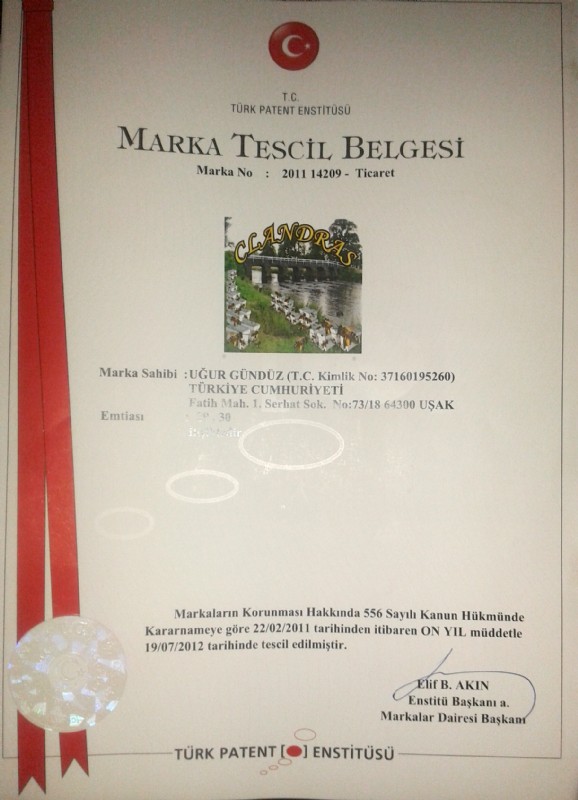 T.C.
TÜRK PATENT ENSTİTÜSÜ
MARKA TESCİL BELGESİ
Marka No : 2011 14209 - Ticaret
CLANDRAS
Marka Sahibi : UĞUR GÜNDÜZ (T.C. Kimlik No: 37160195260)
TÜRKİYE CUMHURİYETİ
Fatih Mah. 1. Serhat Sok. No:73/18 64300 UŞAK
Emtiası : 30
Markaların Korunması Hakkında 556 Sayılı Kanun Hükmünde
Kararnameye göre 22/02/2011 tarihinden itibaren ON YIL müddetle
19/07/2012 tarihinde tescil edilmiştir.
Elif B. AKIN
Enstitü Başkanı a.
Markalar Dairesi Başkanı
TÜRK PATENT [●] ENSTİTÜSÜ